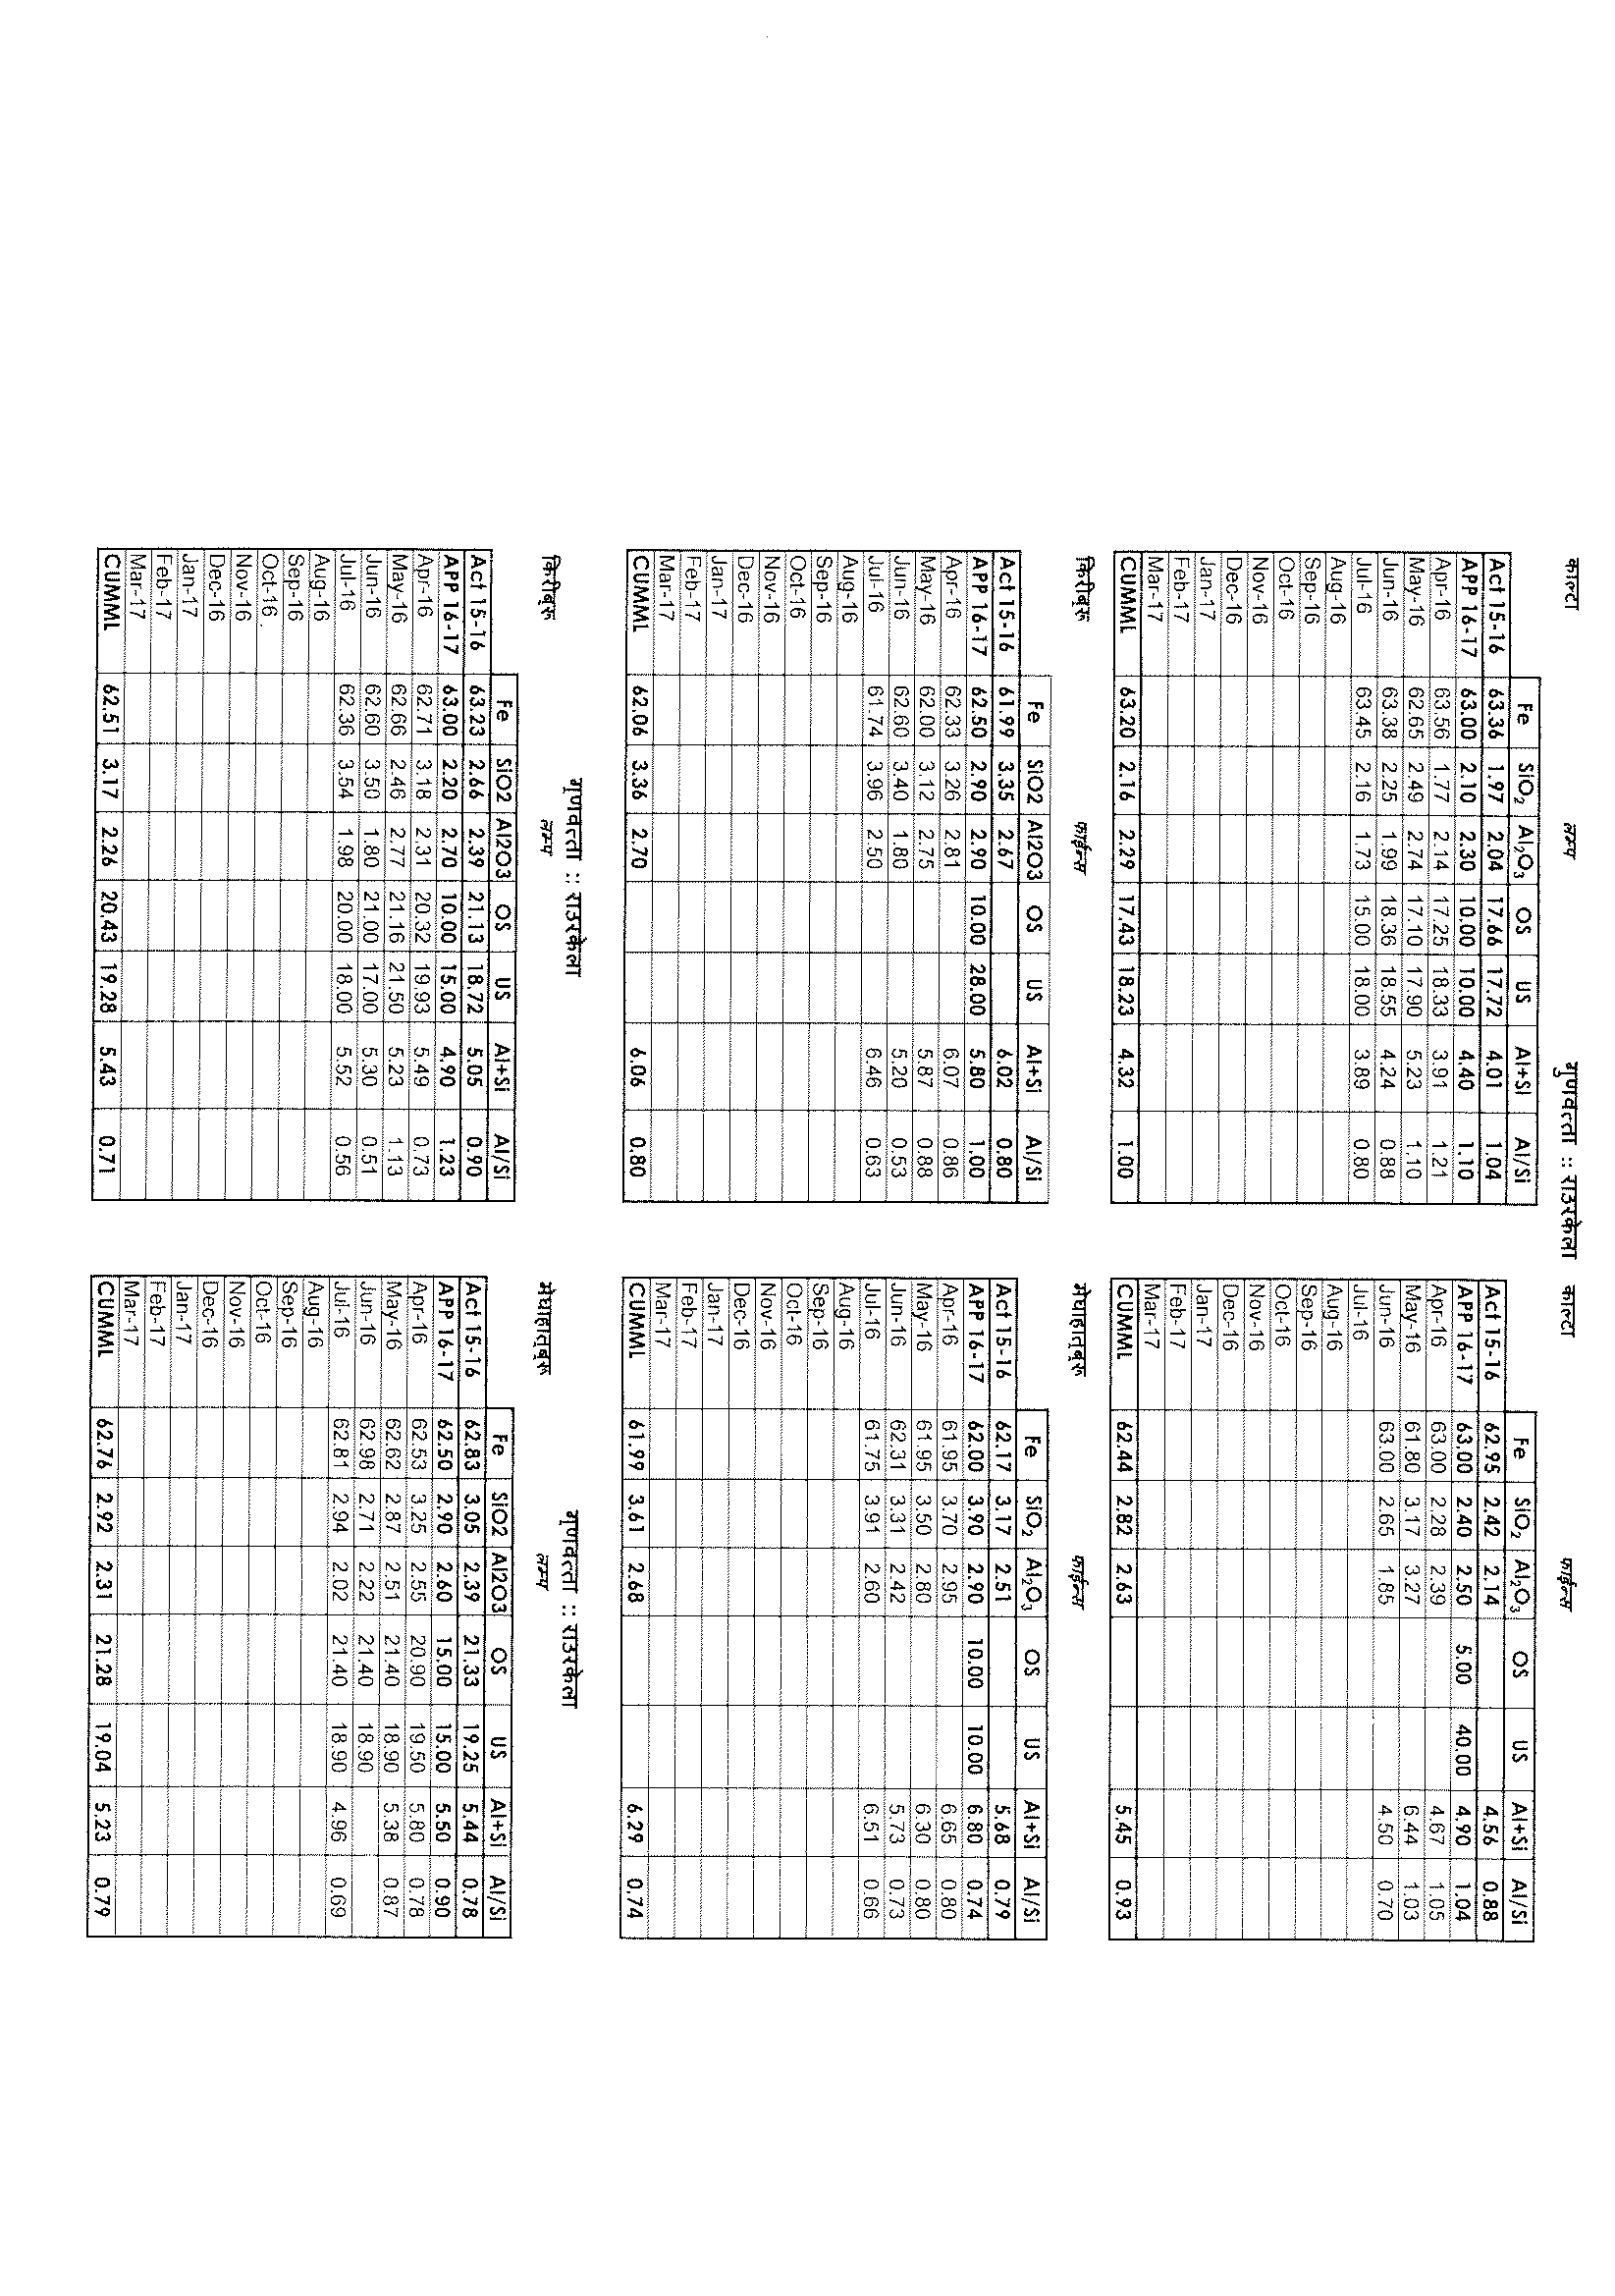 गुणवत्ता :: राउरकेला
काल्टा लम्प
Fe SiO₂ Al₂O₃ OS US Al+Si Al/Si
Act 15-16 63.36 1.97 2.04 17.66 17.72 4.01 1.04
APP 16-17 63.00 2.10 2.30 10.00 10.00 4.40 1.10
Apr-16 63.56 1.77 2.14 17.25 18.33 3.91 1.21
May-16 62.65 2.49 2.74 17.10 17.90 5.23 1.10
Jun-16 63.38 2.25 1.99 18.36 18.55 4.24 0.88
Jul-16 63.45 2.16 1.73 15.00 18.00 3.89 0.80
Aug-16
Sep-16
Oct-16
Nov-16
Dec-16
Jan-17
Feb-17
Mar-17
CUMML 63.20 2.16 2.29 17.43 18.23 4.32 1.00
काल्टा फाईन्स
Fe SiO₂ Al₂O₃ OS US Al+Si Al/Si
Act 15-16 62.95 2.42 2.14 4.56 0.88
APP 16-17 63.00 2.40 2.50 5.00 40.00 4.90 1.04
Apr-16 63.00 2.28 2.39 4.67 1.05
May-16 61.80 3.17 3.27 6.44 1.03
Jun-16 63.00 2.65 1.85 4.50 0.70
Jul-16
Aug-16
Sep-16
Oct-16
Nov-16
Dec-16
Jan-17
Feb-17
Mar-17
CUMML 62.44 2.82 2.63 5.45 0.93
किरीबुरू फाईन्स
Fe SiO2 Al2O3 OS US Al+Si Al/Si
Act 15-16 61.99 3.35 2.67 6.02 0.80
APP 16-17 62.50 2.90 2.90 10.00 28.00 5.80 1.00
Apr-16 62.33 3.26 2.81 6.07 0.86
May-16 62.00 3.12 2.75 5.87 0.88
Jun-16 62.60 3.40 1.80 5.20 0.53
Jul-16 61.74 3.96 2.50 6.46 0.63
Aug-16
Sep-16
Oct-16
Nov-16
Dec-16
Jan-17
Feb-17
Mar-17
CUMML 62.06 3.36 2.70 6.06 0.80
मेघाहातुबुरू फाईन्स
Fe SiO₂ Al₂O₃ OS US Al+Si Al/Si
Act 15-16 62.17 3.17 2.51 5.68 0.79
APP 16-17 62.00 3.90 2.90 10.00 10.00 6.80 0.74
Apr-16 61.95 3.70 2.95 6.65 0.80
May-16 61.95 3.50 2.80 6.30 0.80
Jun-16 62.31 3.31 2.42 5.73 0.73
Jul-16 61.75 3.91 2.60 6.51 0.66
Aug-16
Sep-16
Oct-16
Nov-16
Dec-16
Jan-17
Feb-17
Mar-17
CUMML 61.99 3.61 2.68 6.29 0.74
गुणवत्ता :: राउरकेला
किरीबुरू लम्प
Fe SiO2 Al2O3 OS US Al+Si Al/Si
Act 15-16 63.23 2.66 2.39 21.13 18.72 5.05 0.90
APP 16-17 63.00 2.20 2.70 10.00 15.00 4.90 1.23
Apr-16 62.71 3.18 2.31 20.32 19.93 5.49 0.73
May-16 62.66 2.46 2.77 21.16 21.50 5.23 1.13
Jun-16 62.60 3.50 1.80 21.00 17.00 5.30 0.51
Jul-16 62.36 3.54 1.98 20.00 18.00 5.52 0.56
Aug-16
Sep-16
Oct-16
Nov-16
Dec-16
Jan-17
Feb-17
Mar-17
CUMML 62.51 3.17 2.26 20.43 19.28 5.43 0.71
गुणवत्ता :: राउरकेला
मेघाहातुबुरू लम्प
Fe SiO2 Al2O3 OS US Al+Si Al/Si
Act 15-16 62.83 3.05 2.39 21.33 19.25 5.44 0.78
APP 16-17 62.50 2.90 2.60 15.00 15.00 5.50 0.90
Apr-16 62.53 3.25 2.55 20.90 19.50 5.80 0.78
May-16 62.62 2.87 2.51 21.40 18.90 5.38 0.87
Jun-16 62.98 2.71 2.22 21.40 18.90
Jul-16 62.81 2.94 2.02 21.40 18.90 4.96 0.69
Aug-16
Sep-16
Oct-16
Nov-16
Dec-16
Jan-17
Feb-17
Mar-17
CUMML 62.76 2.92 2.31 21.28 19.04 5.23 0.79